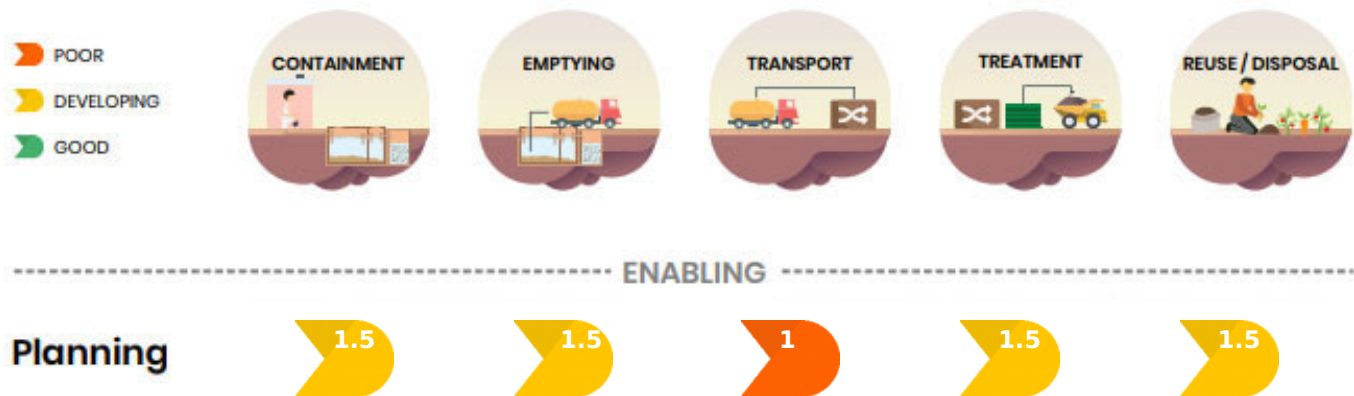 POOR
DEVELOPING
GOOD
CONTAINMENT
EMPTYING
TRANSPORT
TREATMENT
REUSE / DISPOSAL
ENABLING
Planning
1.5
1.5
1
1.5
1.5